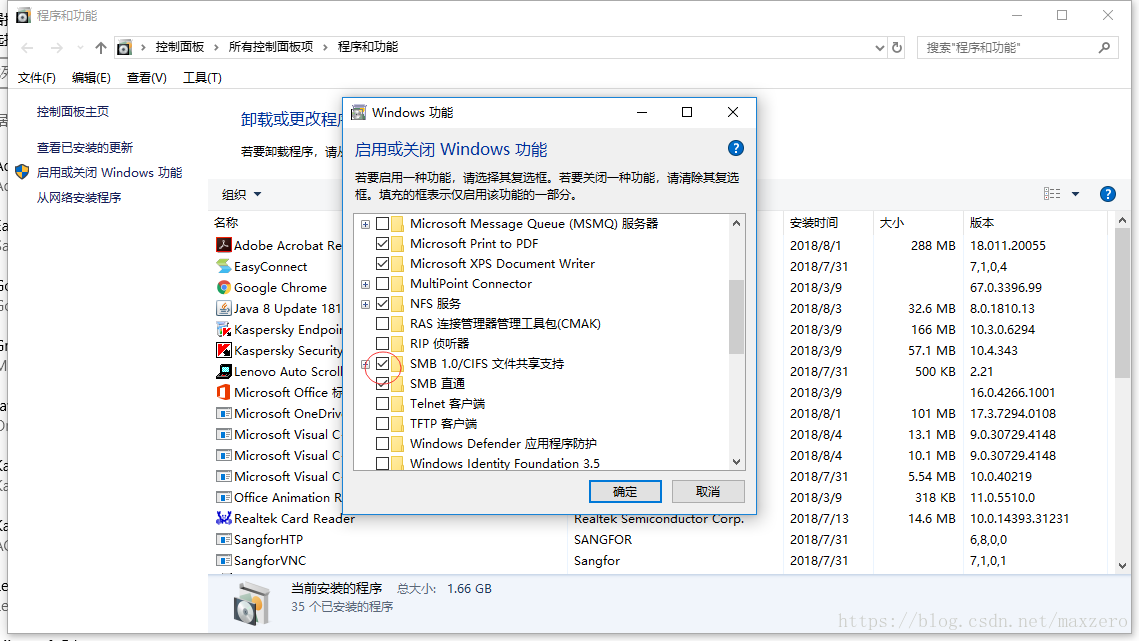 程序和功能
控制面板 › 所有控制面板项 › 程序和功能
搜索"程序和功能"
文件(F) 编辑(E) 查看(V) 工具(T)
控制面板主页
查看已安装的更新
启用或关闭 Windows 功能
从网络安装程序
卸载或更改程
若要卸载程序，请从
组织
名称 安装时间 大小 版本
Adobe Acrobat Re 2018/8/1 288 MB 18.011.20055
EasyConnect 2018/7/31 7,1,0,4
Google Chrome 2018/3/9 67.0.3396.99
Java 8 Update 181 2018/8/3 32.6 MB 8.0.1810.13
Kaspersky Endpoin 2018/3/9 166 MB 10.3.0.6294
Kaspersky Security 2018/3/9 57.1 MB 10.4.343
Lenovo Auto Scroll 2018/7/31 500 KB 2.21
Microsoft Office 标 2018/3/9 16.0.4266.1001
Microsoft OneDriv 2018/8/1 101 MB 17.3.7294.0108
Microsoft Visual C 2018/8/4 13.1 MB 9.0.30729.4148
Microsoft Visual C 2018/8/4 10.1 MB 9.0.30729.4148
Microsoft Visual C 2018/7/31 5.54 MB 10.0.40219
Office Animation R 2018/3/9 318 KB 11.0.5510.0
Realtek Card Reader Realtek Semiconductor Corp. 2018/7/13 14.6 MB 10.0.14393.31231
SangforHTP SANGFOR 2018/7/31 6,8,0,0
SangforVNC Sangfor 2018/7/31 7,1,0,1
当前安装的程序 总大小: 1.66 GB
35 个已安装的程序
Windows 功能
启用或关闭 Windows 功能
若要启用一种功能，请选择其复选框。若要关闭一种功能，请清除其复选
框。填充的框表示仅启用该功能的一部分。
Microsoft Message Queue (MSMQ) 服务器
Microsoft Print to PDF
Microsoft XPS Document Writer
MultiPoint Connector
NFS 服务
RAS 连接管理器管理工具包(CMAK)
RIP 侦听器
SMB 1.0/CIFS 文件共享支持
SMB 直通
Telnet 客户端
TFTP 客户端
Windows Defender 应用程序防护
Windows Identity Foundation 3.5
确定 取消
https://blog.csdn.net/maxzero